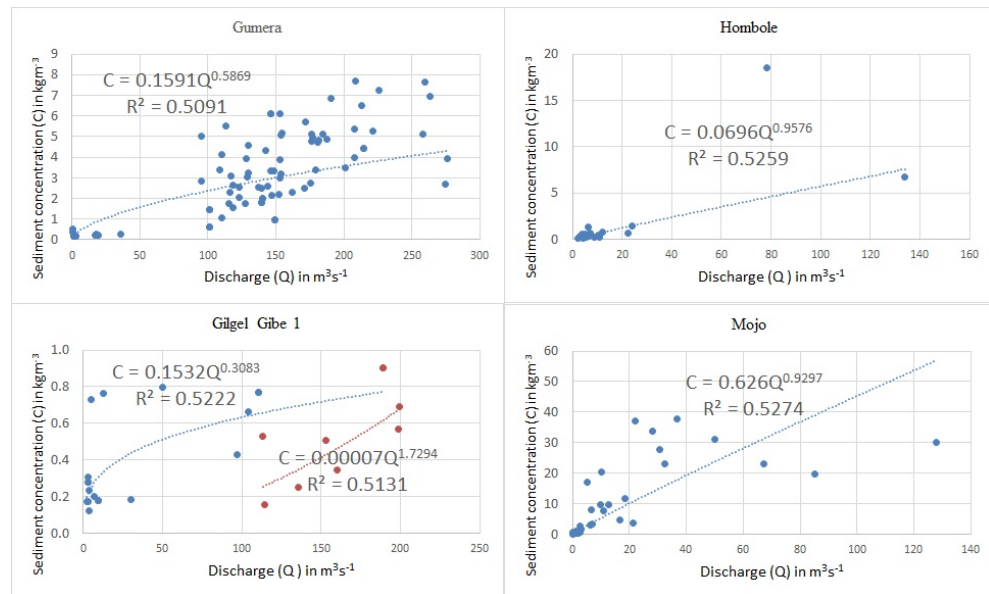 Gumera
Sediment concentration (C) in kgm-3
9
8
7
6
5
4
3
2
1
0
C = 0.1591Q^0.5869
R² = 0.5091
0 50 100 150 200 250 300
Discharge (Q) in m³s-1
Hombole
Sediment concentration (C) in kgm-3
20
15
10
5
0
C = 0.0696Q^0.9576
R² = 0.5259
0 20 40 60 80 100 120 140 160
Discharge (Q) in m³s-1
Gilgel Gibe 1
Sediment concentration (C) in kgm-3
1.0
0.8
0.6
0.4
0.2
0.0
C = 0.1532Q^0.3083
R² = 0.5222
C = 0.00007Q^1.7294
R² = 0.5131
0 50 100 150 200 250
Discharge (Q ) in m³s-1
Mojo
Sediment concentration (C) in kgm-3
60
50
40
30
20
10
0
C = 0.626Q^0.9297
R² = 0.5274
0 20 40 60 80 100 120 140
Discharge (Q) in m³s-1